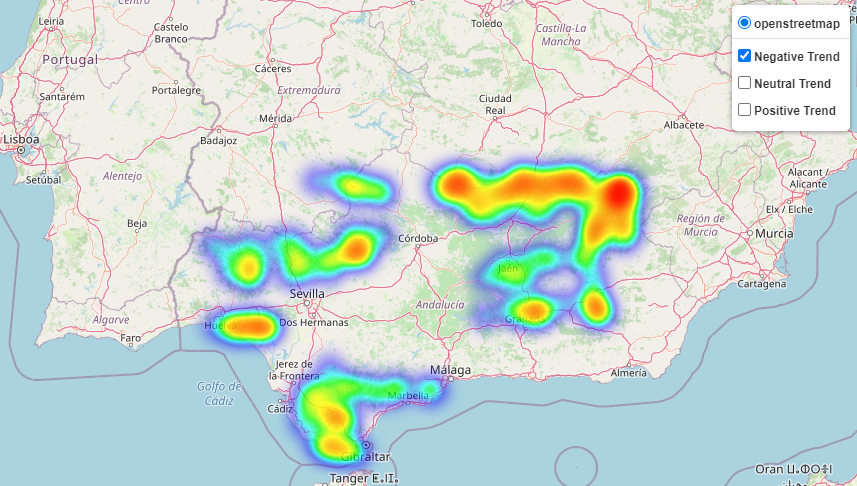 Centro
Leiria
Castelo
Branco
Toledo
Castilla-La
Mancha
openstreetmap
Negative Trend
Neutral Trend
Positive Trend
Portugal
Cáceres
Santarém
Portalegre
Extremadura
Ciudad
Real
Mérida
Albacete
Lisboa
Badajoz
Setúbal
Alentejo
Alacant /
Alicante
Beja
Elx / Elche
Región de
Murcia
Murcia
Córdoba
Jaén
Cartagena
Sevilla
Andalucía
Algarve
Huelva
Dos Hermanas
Granada
Faro
Jerez de
la Frontera
Málaga
Almería
Golfo de
Cádiz
Marbella
Cádiz
Gibraltar
Tanger ⵟ.ⵏⵊ.
Oran ⵡⴰⵀⵔⴰⵏ